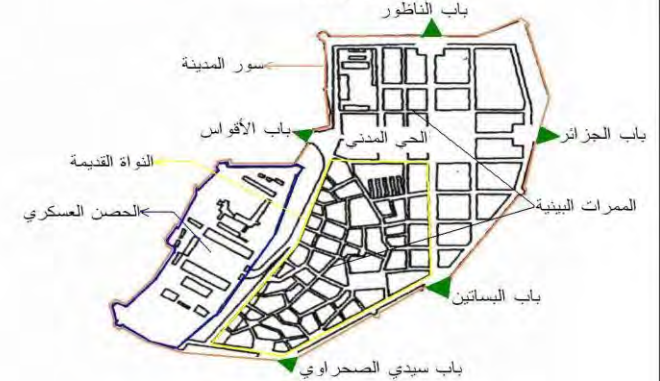 باب الناظور
سور المدينة
باب الأقواس
الحي المدني
باب الجزائر
النواة القديمة
الممرات البينية
الحصن العسكري
باب البساتين
باب سيدي الصحراوي